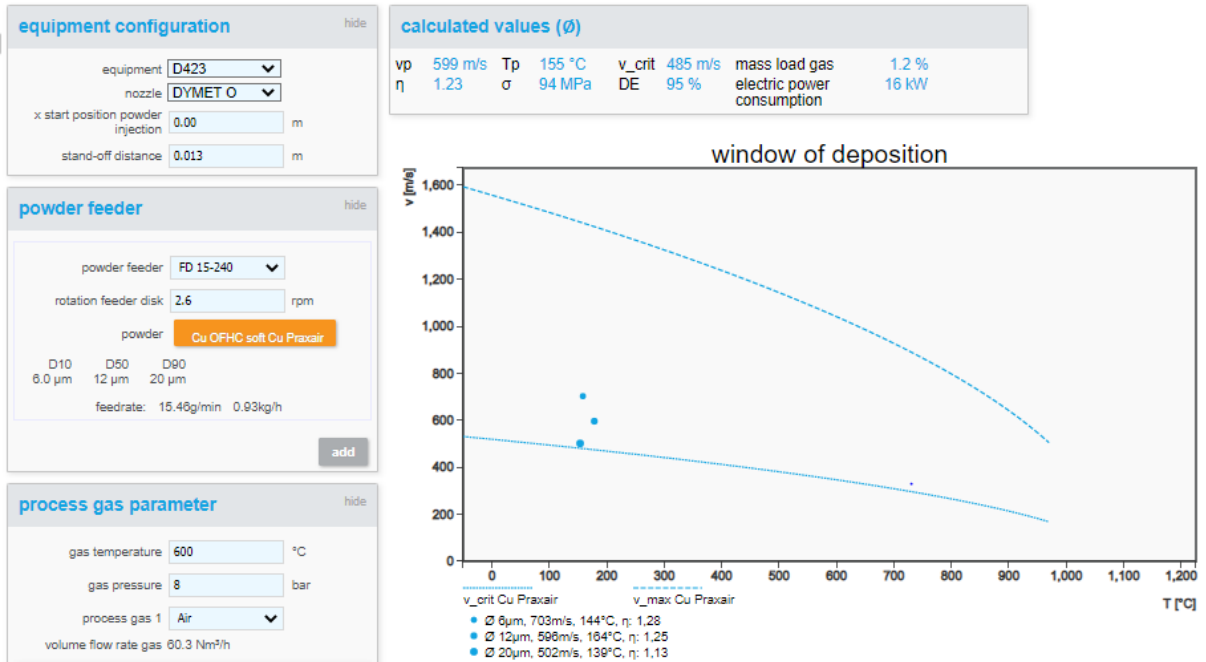 equipment configuration hide
equipment D423
nozzle DYMET O
x start position powder
injection 0.00 m
stand-off distance 0.013 m
powder feeder hide
powder feeder FD 15-240
rotation feeder disk 2.6 rpm
powder Cu OFHC soft Cu Praxair
D10 D50 D90
6.0 µm 12 µm 20 µm
feedrate: 15.46g/min 0.93kg/h
add
process gas parameter hide
gas temperature 600 °C
gas pressure 8 bar
process gas 1 Air
volume flow rate gas 60.3 Nm³/h
calculated values (Ø)
vp 599 m/s Tp 155 °C v_crit 485 m/s mass load gas 1.2 %
η 1.23 σ 94 MPa DE 95 % electric power 16 kW
consumption
window of deposition
v [m/s]
1,600
1,400
1,200
1,000
800
600
400
200
0
0 100 200 300 400 500 600 700 800 900 1,000 1,100 1,200
T [°C]
v_crit Cu Praxair v_max Cu Praxair
Ø 6µm, 703m/s, 144°C, η: 1,28
Ø 12µm, 596m/s, 164°C, η: 1,25
Ø 20µm, 502m/s, 139°C, η: 1,13